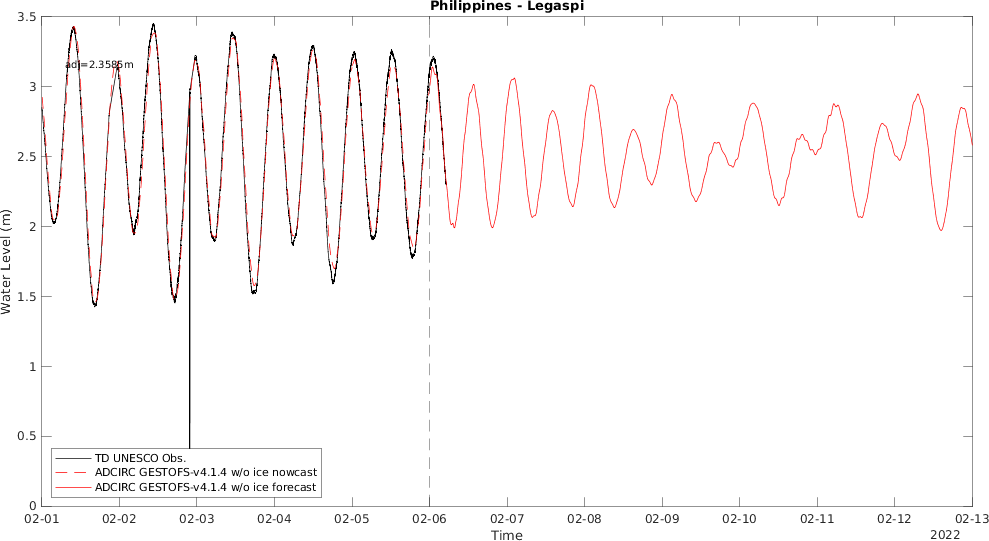 Philippines - Legaspi
3.5
adj=2.3585m
3
2.5
2
1.5
1
0.5
0
Water Level (m)
TD UNESCO Obs.
ADCIRC GESTOFS-v4.1.4 w/o ice nowcast
ADCIRC GESTOFS-v4.1.4 w/o ice forecast
02-01 02-02 02-03 02-04 02-05 02-06 02-07 02-08 02-09 02-10 02-11 02-12 02-13
Time
2022